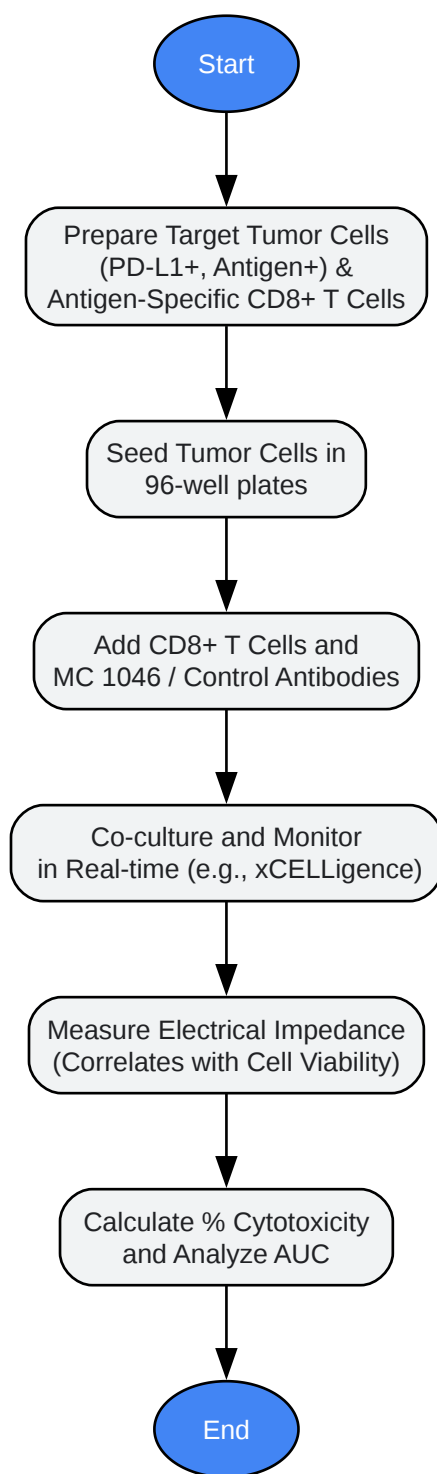 Start
Prepare Target Tumor Cells
(PD-L1+, Antigen+) &
Antigen-Specific CD8+ T Cells
Seed Tumor Cells in
96-well plates
Add CD8+ T Cells and
MC 1046 / Control Antibodies
Co-culture and Monitor
in Real-time (e.g., xCELLigence)
Measure Electrical Impedance
(Correlates with Cell Viability)
Calculate % Cytotoxicity
and Analyze AUC
End